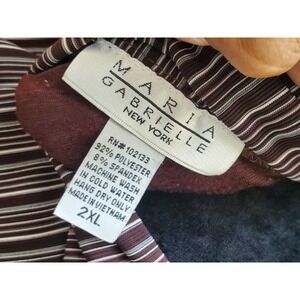 MARIA
GABRIELLE
NEW YORK
RN# 102133
92% POLYESTER
8% SPANDEX
MACHINE WASH
IN COLD WATER
HANG DRY ONLY
MADE IN VIETNAM
2XL